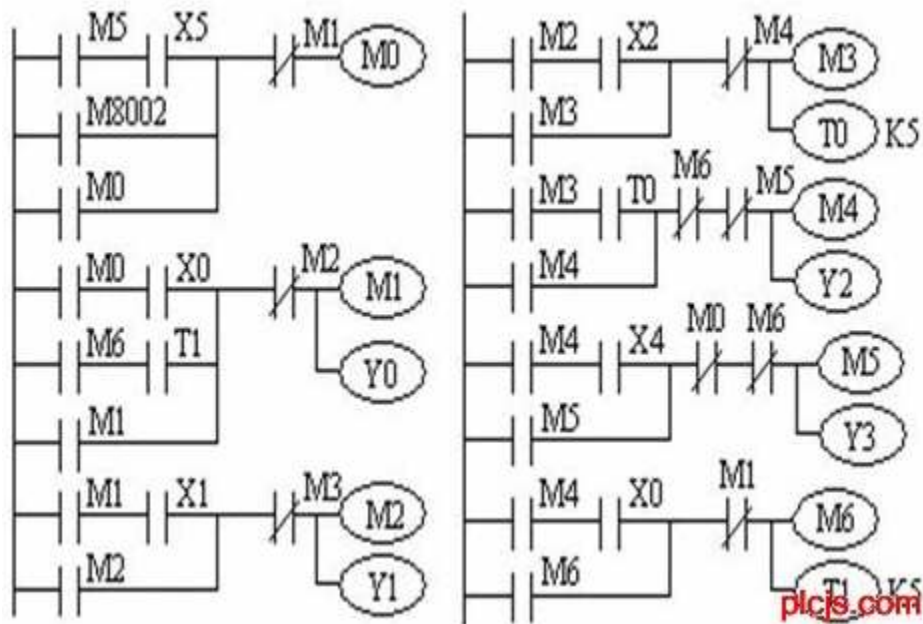 M5 X5 M1 M0
M8002
M0
M0 X0 M2 M1
M6 T1 Y0
M1
M1 X1 M3 M2
M2 Y1
M2 X2 M4 M3
M3 T0 K5
M3 T0 M6 M5 M4
M4 Y2
M4 X4 M0 M6 M5
M5 Y3
M4 X0 M1 M6
M6 T1 K5
plcjs.com